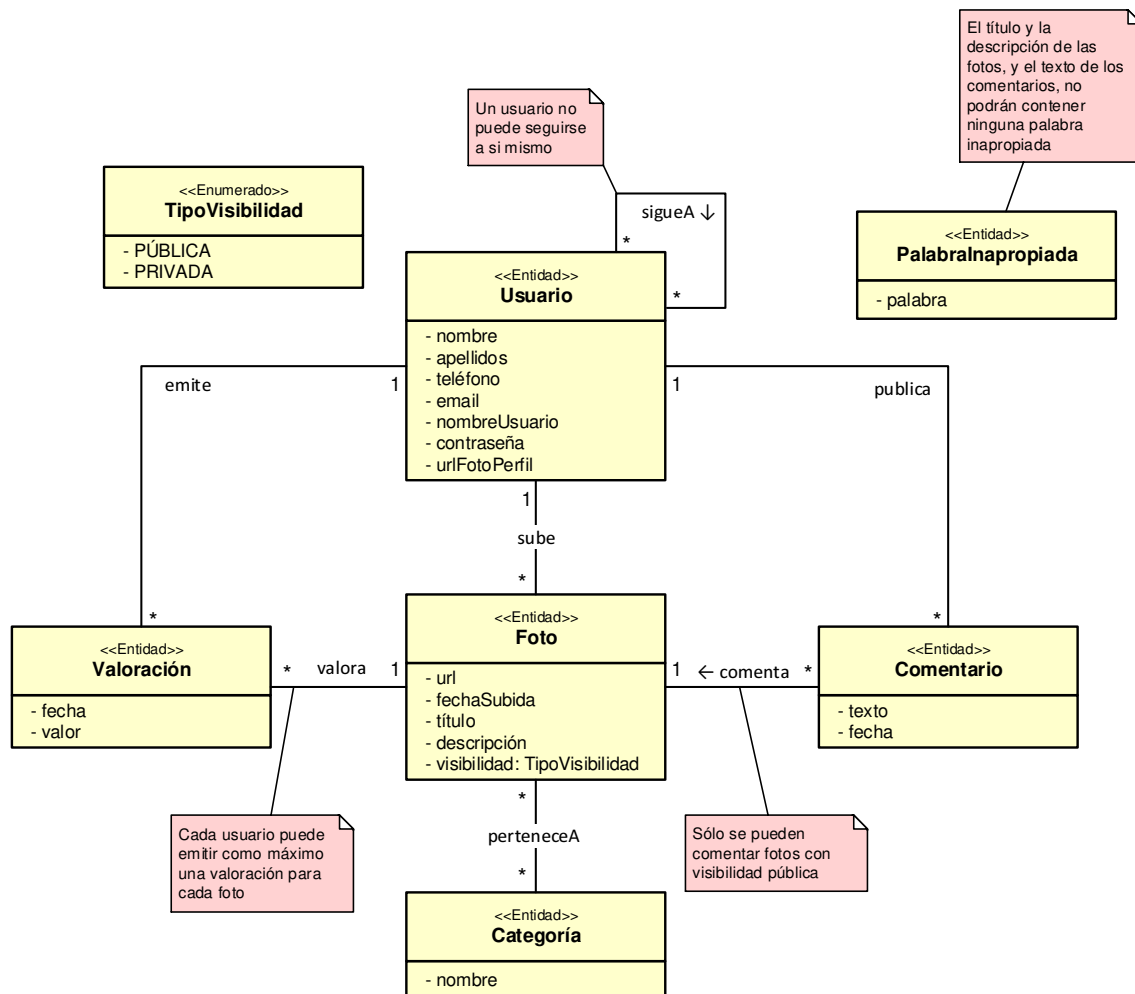 El título y la
descripción de las
fotos, y el texto de los
comentarios, no
podrán contener
ninguna palabra
inapropiada
Un usuario no
puede seguirse
a si mismo
<<Enumerado>>
TipoVisibilidad
- PÚBLICA
- PRIVADA
sigueA ↓
*
*
<<Entidad>>
PalabraInapropiada
- palabra
<<Entidad>>
Usuario
- nombre
- apellidos
- teléfono
- email
- nombreUsuario
- contraseña
- urlFotoPerfil
emite
1
1
publica
1
sube
*
*
*
<<Entidad>>
Valoración
- fecha
- valor
*
valora
1
<<Entidad>>
Foto
- url
- fechaSubida
- título
- descripción
- visibilidad: TipoVisibilidad
1
← comenta
*
<<Entidad>>
Comentario
- texto
- fecha
Cada usuario puede
emitir como máximo
una valoración para
cada foto
*
perteneceA
*
Sólo se pueden
comentar fotos con
visibilidad pública
<<Entidad>>
Categoría
- nombre